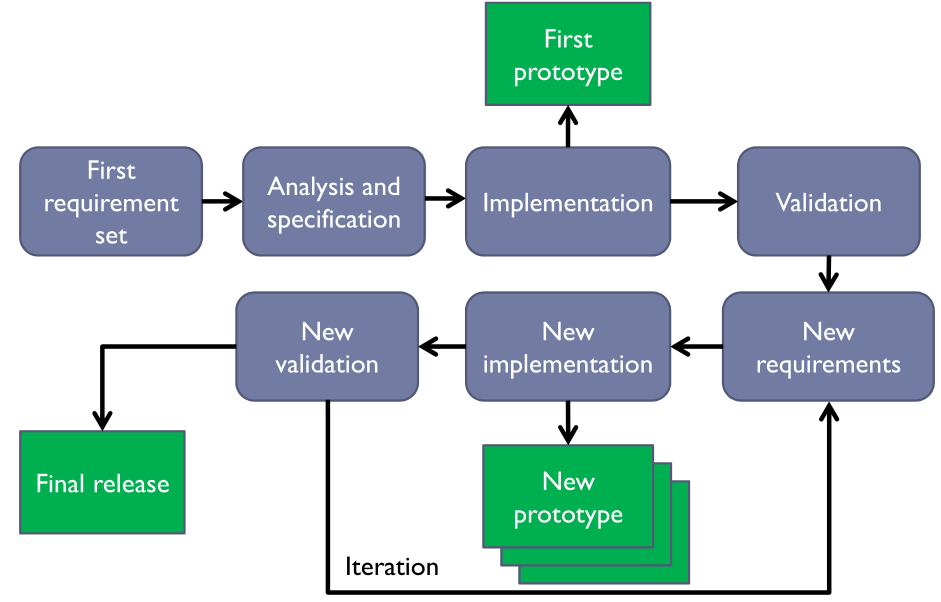 First
prototype
First
requirement
set
Analysis and
specification
Implementation
Validation
New
validation
New
implementation
New
requirements
Final release
New
prototype
Iteration